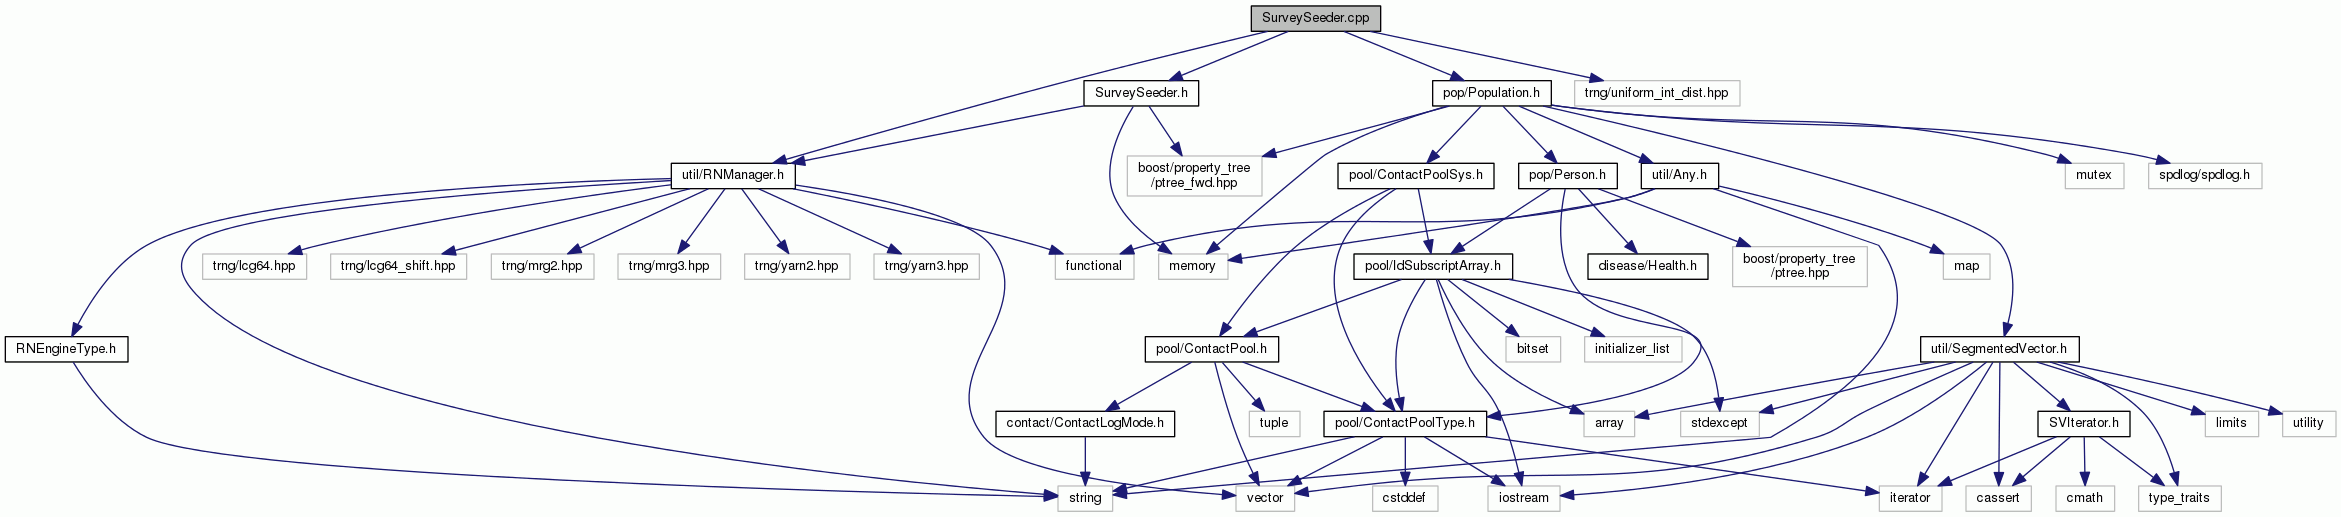 SurveySeeder.cpp
SurveySeeder.h
pop/Population.h
trng/uniform_int_dist.hpp
util/RNManager.h
boost/property_tree
/ptree_fwd.hpp
pool/ContactPoolSys.h
pop/Person.h
util/Any.h
mutex
spdlog/spdlog.h
trng/lcg64.hpp
trng/lcg64_shift.hpp
trng/mrg2.hpp
trng/mrg3.hpp
trng/yarn2.hpp
trng/yarn3.hpp
functional
memory
pool/IdSubscriptArray.h
disease/Health.h
boost/property_tree
/ptree.hpp
map
RNEngineType.h
pool/ContactPool.h
bitset
initializer_list
util/SegmentedVector.h
contact/ContactLogMode.h
tuple
pool/ContactPoolType.h
array
stdexcept
SVIterator.h
limits
utility
string
vector
cstddef
iostream
iterator
cassert
cmath
type_traits